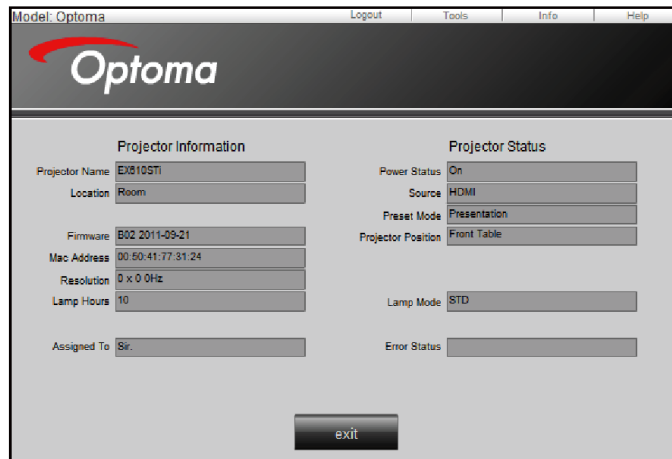 Model: Optoma
Logout Tools Info Help
Optoma
Projector Information
Projector Name EX610STi
Location Room
Firmware B02 2011-09-21
Mac Address 00:50:41:77:31:24
Resolution 0 x 0 0Hz
Lamp Hours 10
Assigned To Sir.
Projector Status
Power Status On
Source HDMI
Preset Mode Presentation
Projector Position Front Table
Lamp Mode STD
Error Status
exit